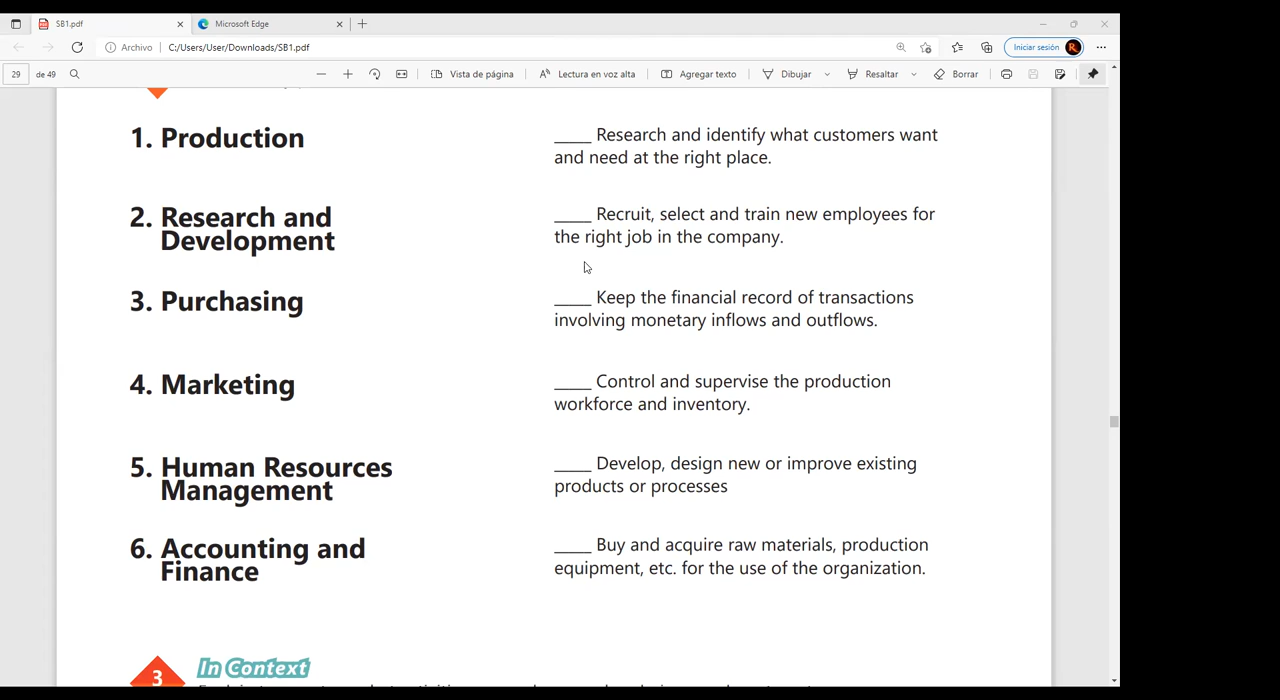 SB1.pdf
Microsoft Edge
Archivo C:/Users/User/Downloads/SB1.pdf
Iniciar sesión R
29 de 49
Vista de página
Lectura en voz alta
Agregar texto
Dibujar
Resaltar
Borrar
1. Production
_____ Research and identify what customers want
and need at the right place.
2. Research and
Development
_____ Recruit, select and train new employees for
the right job in the company.
3. Purchasing
_____ Keep the financial record of transactions
involving monetary inflows and outflows.
4. Marketing
_____ Control and supervise the production
workforce and inventory.
5. Human Resources
Management
_____ Develop, design new or improve existing
products or processes
6. Accounting and
Finance
_____ Buy and acquire raw materials, production
equipment, etc. for the use of the organization.
3 In Context